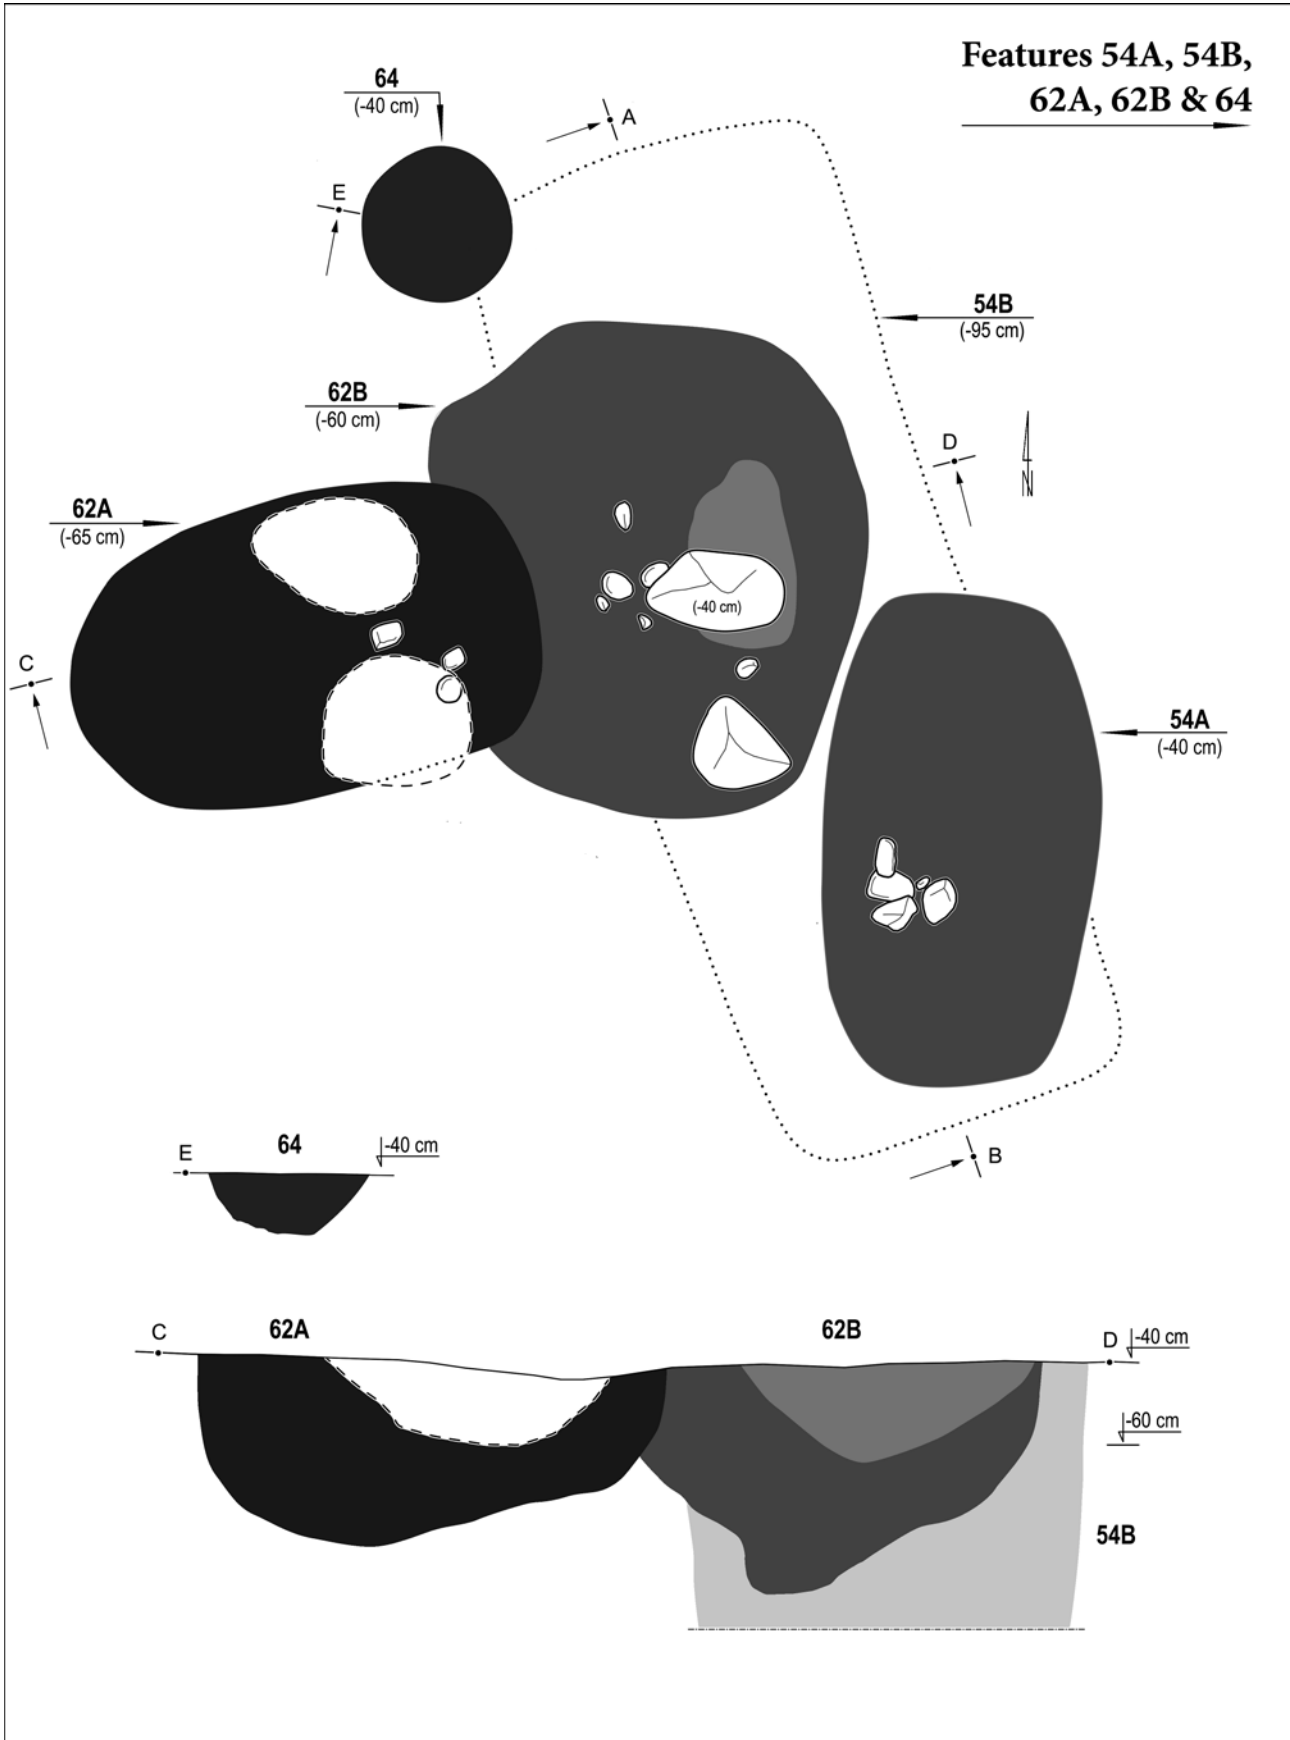 Features 54A, 54B,
62A, 62B & 64
64
(-40 cm)
A
E
54B
(-95 cm)
62B
(-60 cm)
D
N
62A
(-65 cm)
(-40 cm)
C
54A
(-40 cm)
B
E
64
-40 cm
C
62A
62B
D
-40 cm
-60 cm
54B